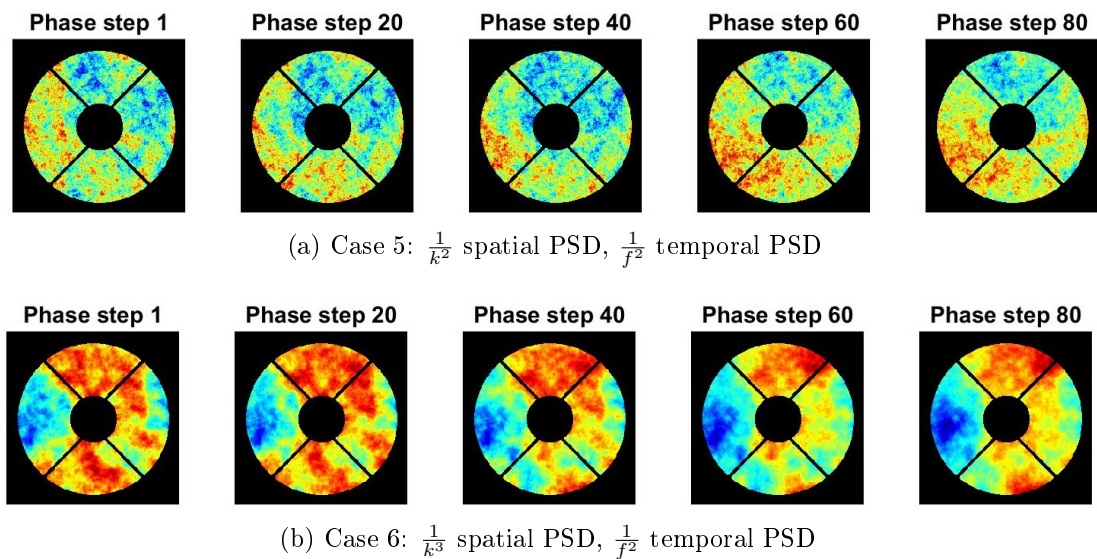 Phase step 1 Phase step 20 Phase step 40 Phase step 60 Phase step 80
(a) Case 5: 1/k² spatial PSD, 1/f² temporal PSD
Phase step 1 Phase step 20 Phase step 40 Phase step 60 Phase step 80
(b) Case 6: 1/k³ spatial PSD, 1/f² temporal PSD